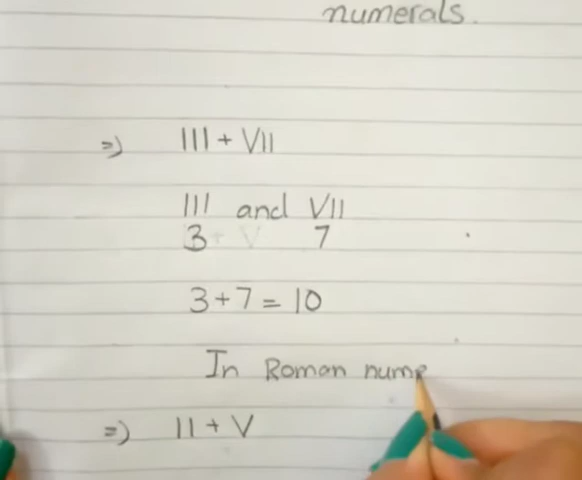 numerals.
=) III + VII
III and VII
3 7
3 + 7 = 10
In Roman nume
=) II + V